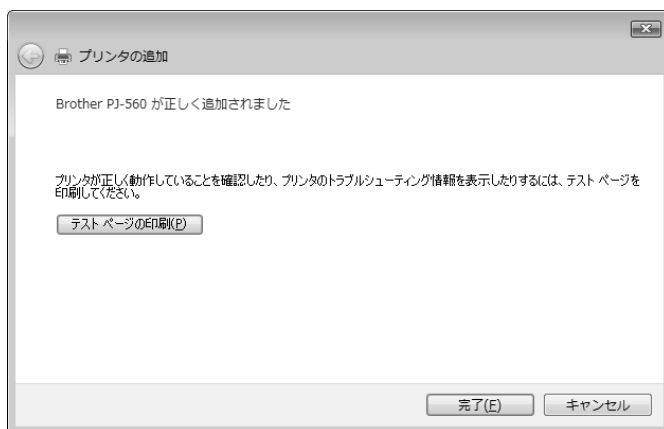 プリンタの追加
Brother PJ-560 が正しく追加されました
プリンタが正しく動作していることを確認したり、プリンタのトラブルシューティング情報を表示したりするには、テスト ページを
印刷してください。
テスト ページの印刷(P)
完了(F) キャンセル